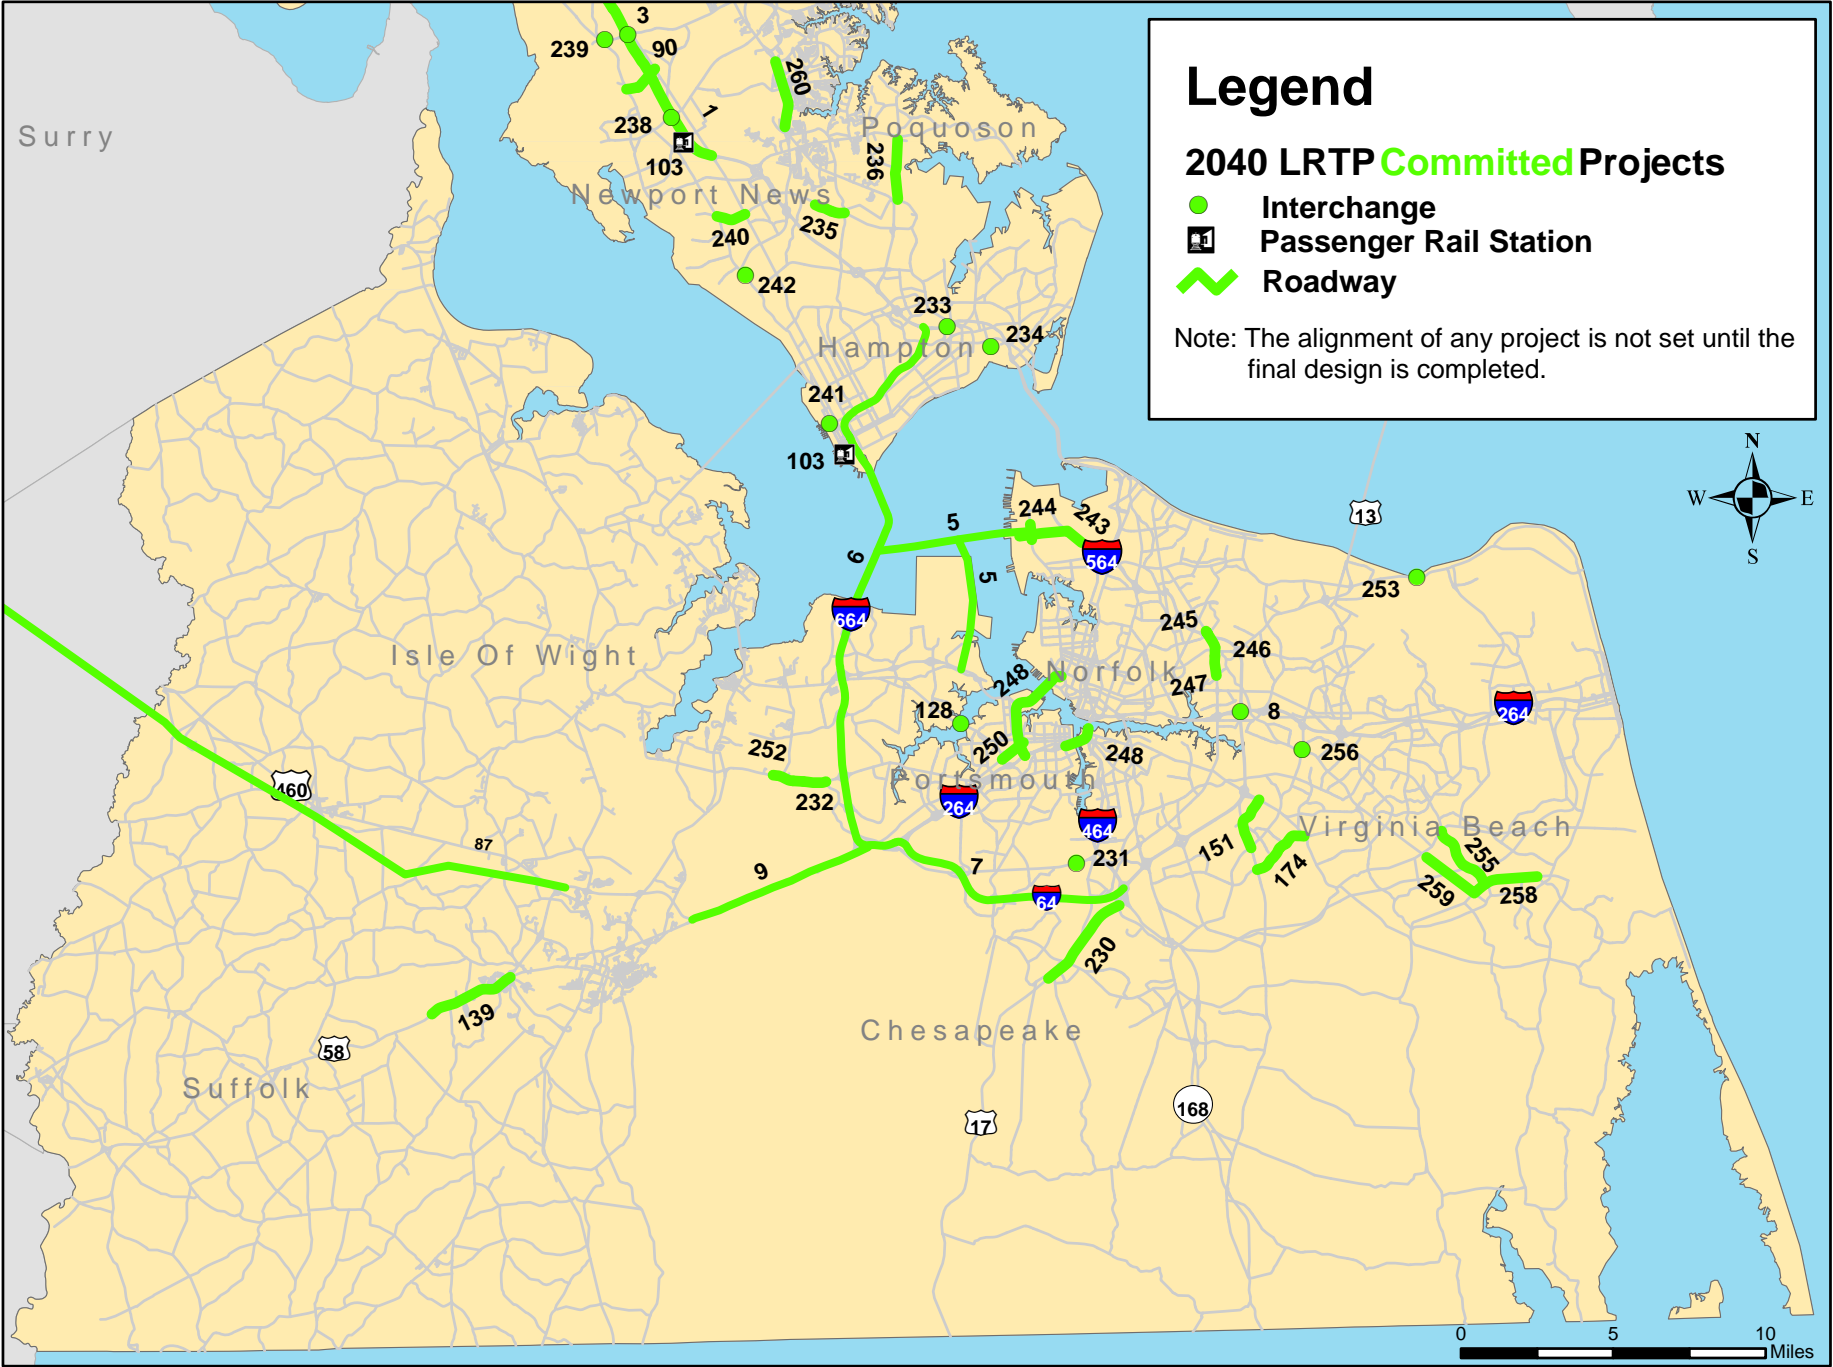 3
239
90
260
Legend
Surry
238
1
Poquoson
103
236
2040 LRTP Committed Projects
Newport News
Interchange
240
235
Passenger Rail Station
242
Roadway
233
234
Hampton
Note: The alignment of any project is not set until the
final design is completed.
241
103
N
W
E
S
244
243
13
5
6
564
5
253
664
245
246
Isle Of Wight
Norfolk
248
247
128
8
264
252
250
248
256
Portsmouth
460
232
264
464
Virginia Beach
87
151
255
9
7
231
174
259
258
64
230
139
Chesapeake
58
Suffolk
17
168
0
5
10
Miles